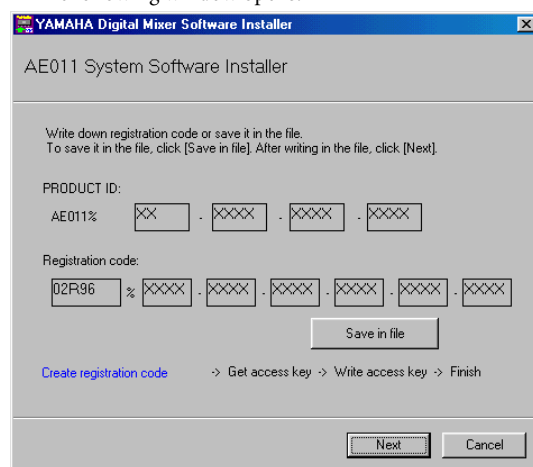 YAMAHA Digital Mixer Software Installer
AE011 System Software Installer
Write down registration code or save it in the file.
To save it in the file, click [Save in file]. After writing in the file, click [Next].
PRODUCT ID:
AE011% XX - XXXX - XXXX - XXXX
Registration code:
02R96 % XXXX - XXXX - XXXX - XXXX - XXXX - XXXX
Save in file
Create registration code -> Get access key -> Write access key -> Finish
Next Cancel